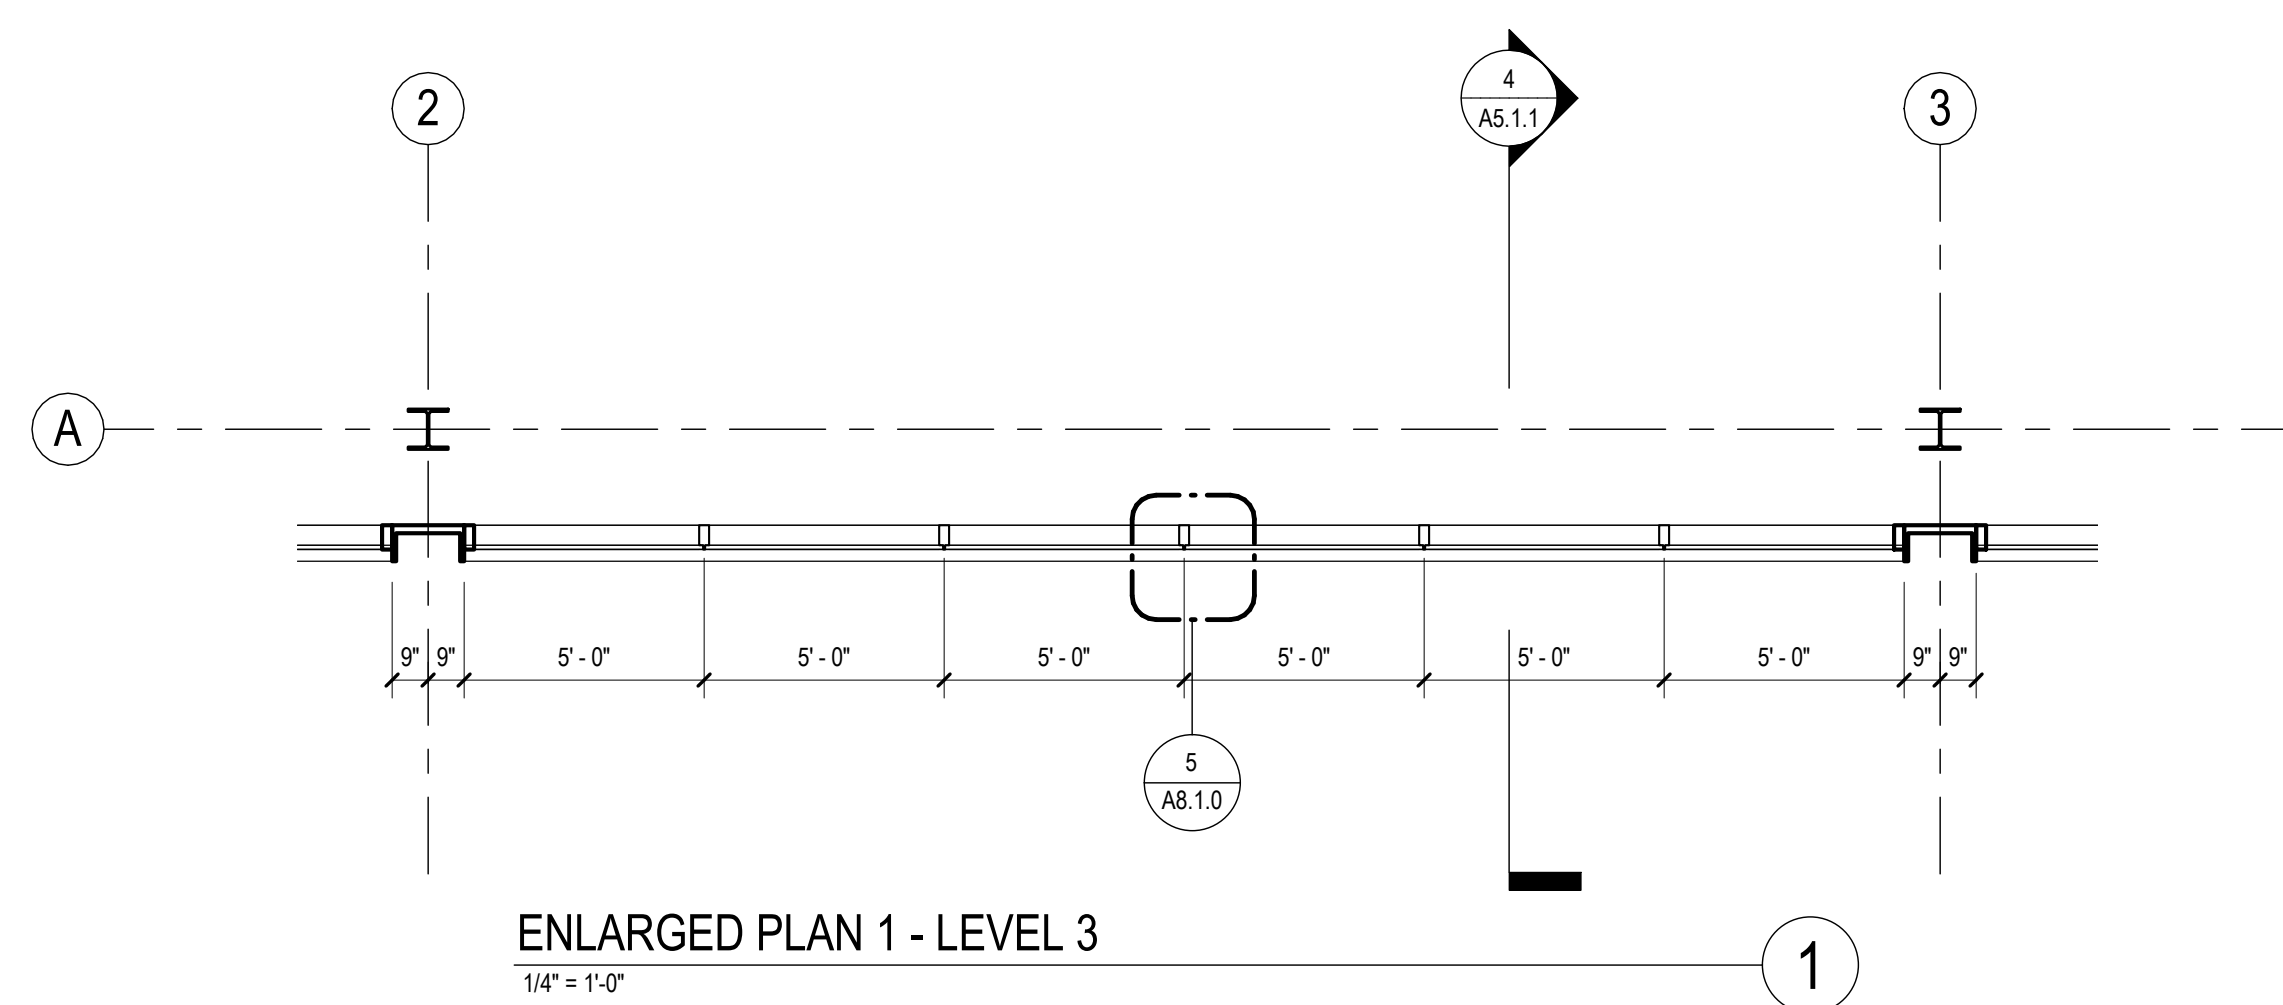 4
A5.1.1
2
3
A
9" 9" 5' - 0" 5' - 0" 5' - 0" 5' - 0" 5' - 0" 5' - 0" 9" 9"
5
A8.1.0
ENLARGED PLAN 1 - LEVEL 3
1
1/4" = 1'-0"